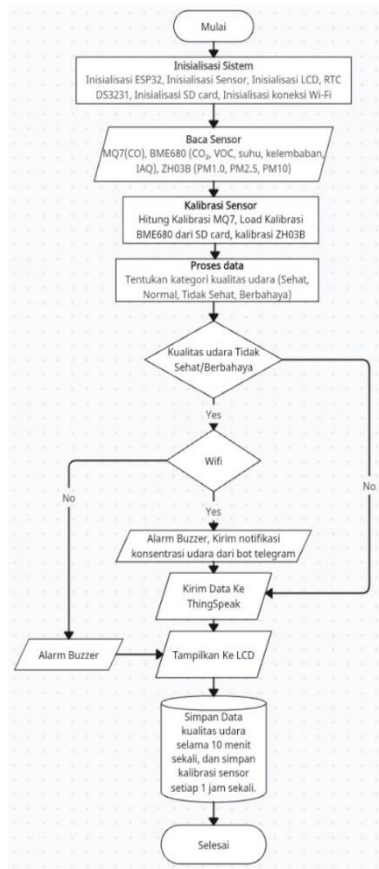 Mulai
Inisialisasi Sistem
Inisialisasi ESP32, Inisialisasi Sensor, Inisialisasi LCD, RTC
DS3231, Inisialisasi SD card, Inisialisasi koneksi Wi-Fi
Baca Sensor
MQ7(CO), BME680 (CO₂, VOC, suhu, kelembaban,
IAQ), ZH03B (PM1.0, PM2.5, PM10)
Kalibrasi Sensor
Hitung Kalibrasi MQ7, Load Kalibrasi
BME680 dari SD card, kalibrasi ZH03B
Proses data
Tentukan kategori kualitas udara (Sehat,
Normal, Tidak Sehat, Berbahaya)
Kualitas udara Tidak
Sehat/Berbahaya
Yes
Wifi
No
No
Yes
Alarm Buzzer, Kirim notifikasi
konsentrasi udara dari bot telegram
Kirim Data Ke
ThingSpeak
Alarm Buzzer
Tampilkan Ke LCD
Simpan Data
kualitas udara
selama 10 menit
sekali, dan simpan
kalibrasi sensor
setiap 1 jam sekali.
Selesai